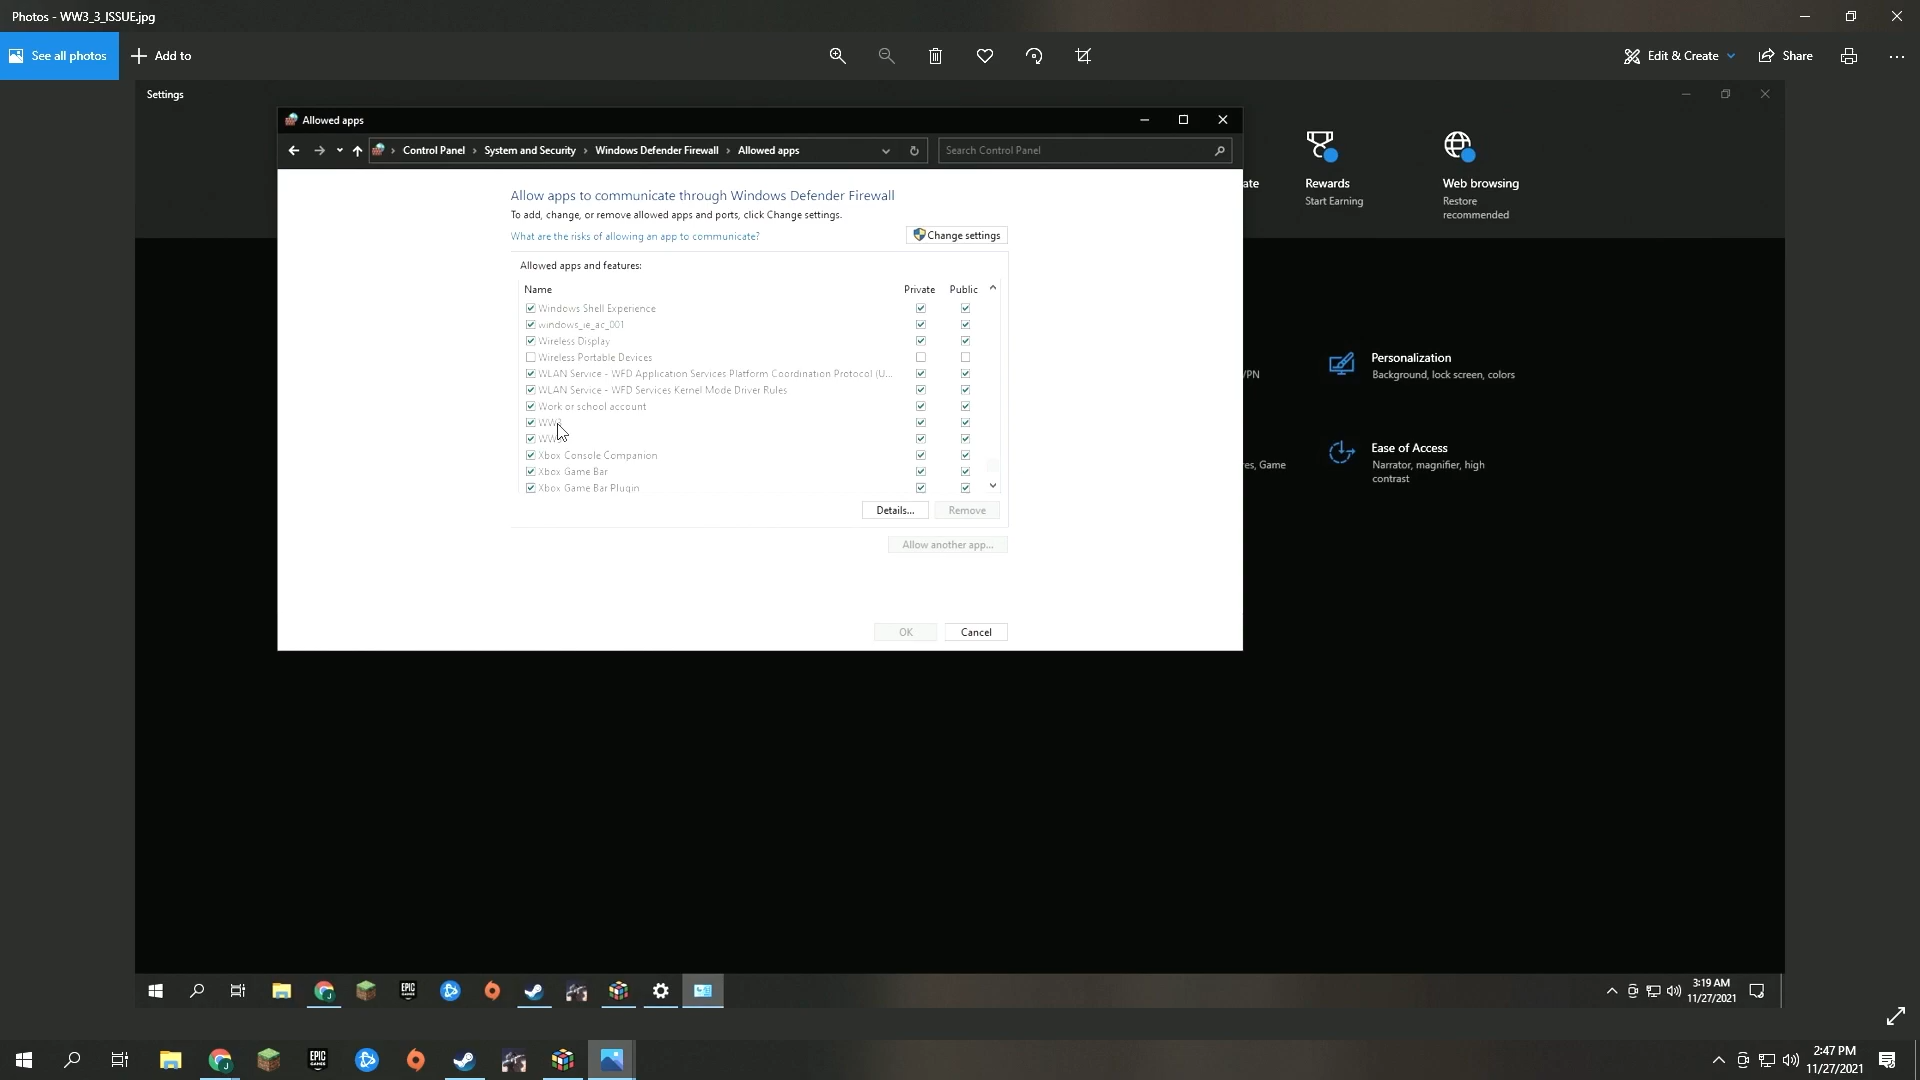 Photos - WW3_3_ISSUE.jpg
See all photos
Add to
Edit & Create
Share
Settings
Allowed apps
Control Panel › System and Security › Windows Defender Firewall › Allowed apps
Search Control Panel
Allow apps to communicate through Windows Defender Firewall
To add, change, or remove allowed apps and ports, click Change settings.
What are the risks of allowing an app to communicate?
Change settings
Allowed apps and features:
Name Private Public
Windows Shell Experience
windows_ie_ac_001
Wireless Display
Wireless Portable Devices
WLAN Service - WFD Application Services Platform Coordination Protocol (U...
WLAN Service - WFD Services Kernel Mode Driver Rules
Work or school account
Xbox Console Companion
Xbox Game Bar
Xbox Game Bar Plugin
Details...
Remove
Allow another app...
OK
Cancel
ate
Rewards
Start Earning
Web browsing
Restore
recommended
/PN
Personalization
Background, lock screen, colors
es, Game
Ease of Access
Narrator, magnifier, high
contrast
EPIC
GAMES
3:19 AM
11/27/2021
EPIC
GAMES
2:47 PM
11/27/2021